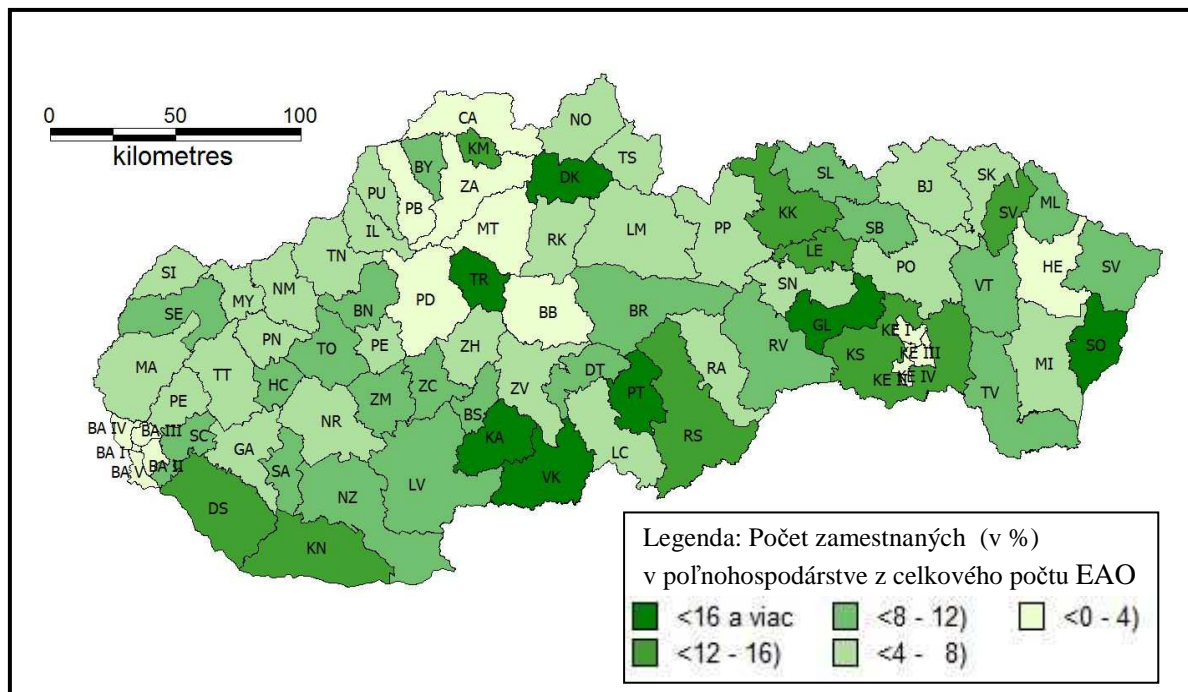 0 50 100
kilometres
CA
NO
KM
TS
BY
DK
SL
SK
PU
ZA
BJ
ML
PB
KK
SV
IL
MT
RK
LM
PP
SB
TN
LE
PO
HE
SV
SI
NM
TR
SN
VT
MY
PD
BB
SE
BN
BR
GL
KE I
SO
PN
TO
PE
ZH
RV
KS
KE III
MI
MA
TT
DT
RA
KE II
KE IV
PE
HC
ZM
ZC
ZV
PT
TV
BA IV
BA III
SC
NR
BS
BA I
GA
KA
RS
BA V
BA II
SA
LC
NZ
LV
VK
DS
KN
Legenda: Počet zamestnaných (v %)
v poľnohospodárstve z celkového počtu EAO
<16 a viac <8 - 12) <0 - 4)
<12 - 16) <4 - 8)